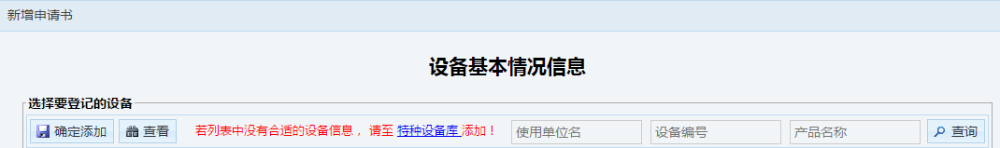 新增申请书
设备基本情况信息
选择要登记的设备
确定添加 查看 若列表中没有合适的设备信息，请至 特种设备库 添加！ 使用单位名 设备编号 产品名称 查询